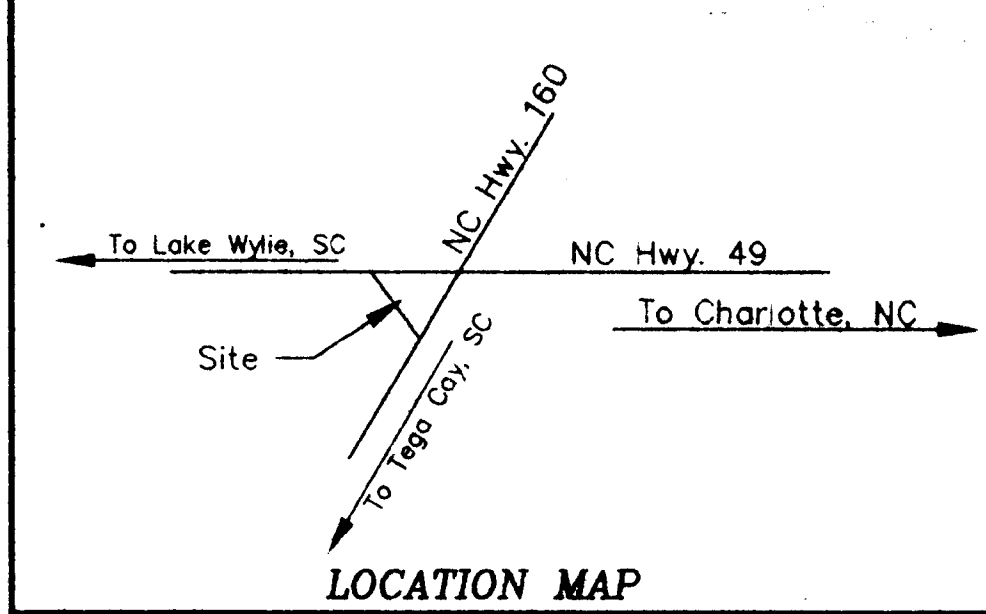 NC Hwy. 160
To Lake Wylie, SC
NC Hwy. 49
To Charlotte, NC
Site
To Tega Cay, SC
LOCATION MAP